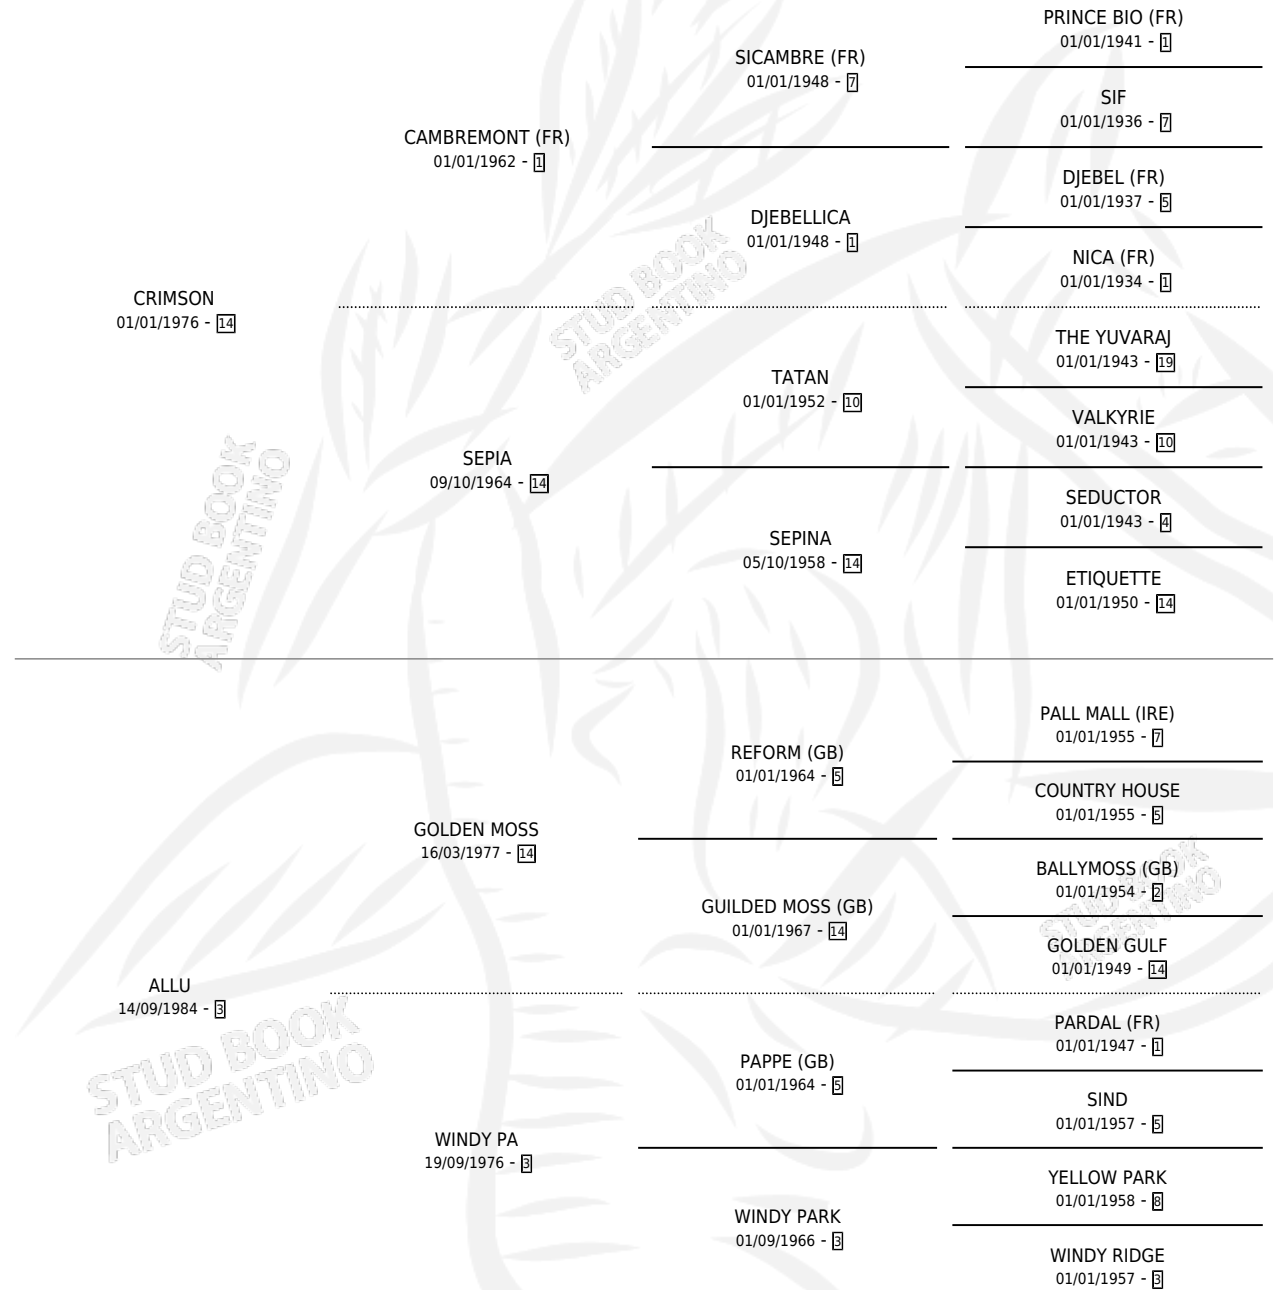 PRINCE BIO (FR)
01/01/1941 - 1
SICAMBRE (FR)
01/01/1948 - 7
SIF
01/01/1936 - 7
CAMBREMONT (FR)
01/01/1962 - 1
DJEBEL (FR)
01/01/1937 - 5
DJEBELLICA
01/01/1948 - 1
NICA (FR)
01/01/1934 - 1
CRIMSON
01/01/1976 - 14
THE YUVARAJ
01/01/1943 - 19
TATAN
01/01/1952 - 10
VALKYRIE
01/01/1943 - 10
SEPIA
09/10/1964 - 14
SEDUCTOR
01/01/1943 - 4
SEPINA
05/10/1958 - 14
ETIQUETTE
01/01/1950 - 14
STUD BOOK
ARGENTINO
STUD BOOK
ARGENTINO
PALL MALL (IRE)
01/01/1955 - 7
REFORM (GB)
01/01/1964 - 5
COUNTRY HOUSE
01/01/1955 - 5
GOLDEN MOSS
16/03/1977 - 14
BALLYMOSS (GB)
01/01/1954 - 2
GUILDED MOSS (GB)
01/01/1967 - 14
GOLDEN GULF
01/01/1949 - 14
STUD BOOK
ARGENTINO
ALLU
14/09/1984 - 3
PARDAL (FR)
01/01/1947 - 1
PAPPE (GB)
01/01/1964 - 5
SIND
01/01/1957 - 5
STUD BOOK
ARGENTINO
WINDY PA
19/09/1976 - 3
YELLOW PARK
01/01/1958 - 8
WINDY PARK
01/09/1966 - 3
WINDY RIDGE
01/01/1957 - 3